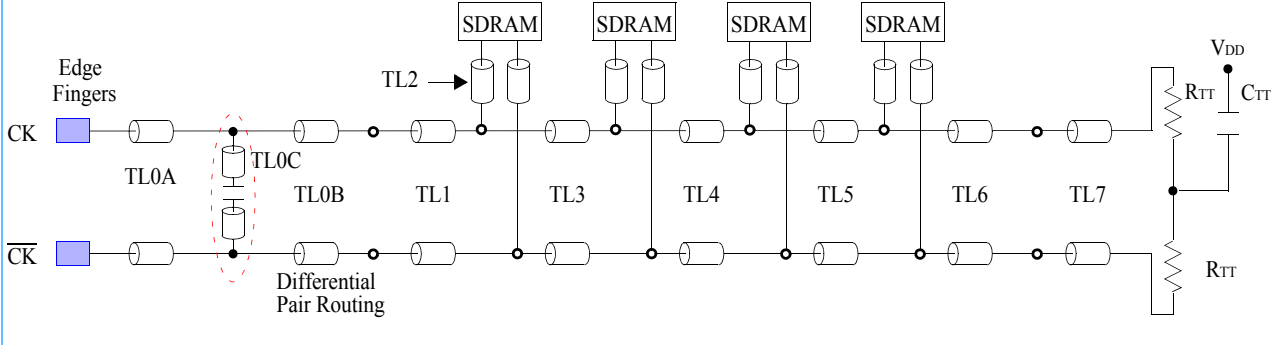 SDRAM SDRAM SDRAM SDRAM
VDD
Edge
Fingers
TL2
RTT CTT
CK
TL0C
TL0A TL0B TL1 TL3 TL4 TL5 TL6 TL7
C̅K̅
Differential
Pair Routing
RTT